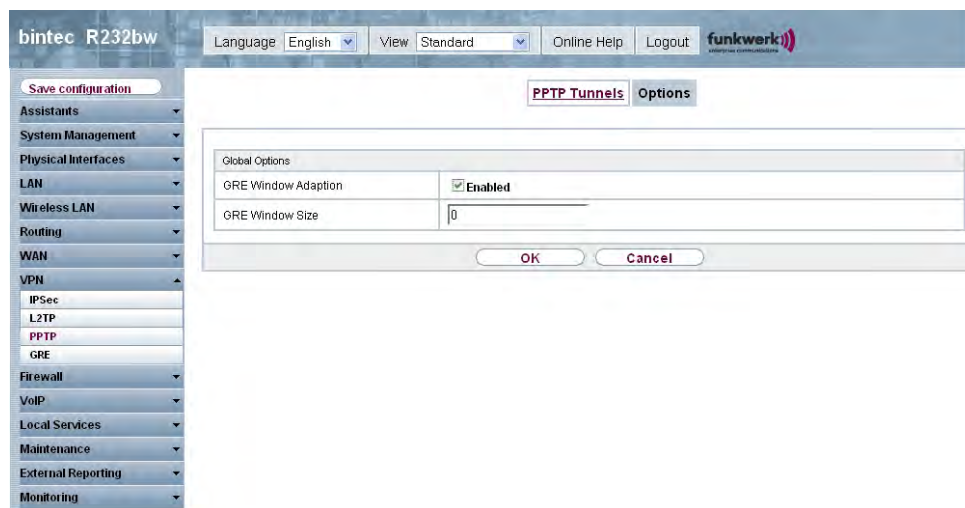 bintec R232bw
Language English View Standard Online Help Logout funkwerk
Save configuration
Assistants
System Management
Physical Interfaces
LAN
Wireless LAN
Routing
WAN
VPN
IPSec
L2TP
PPTP
GRE
Firewall
VoIP
Local Services
Maintenance
External Reporting
Monitoring
PPTP Tunnels Options
Global Options
GRE Window Adaption Enabled
GRE Window Size 0
OK Cancel